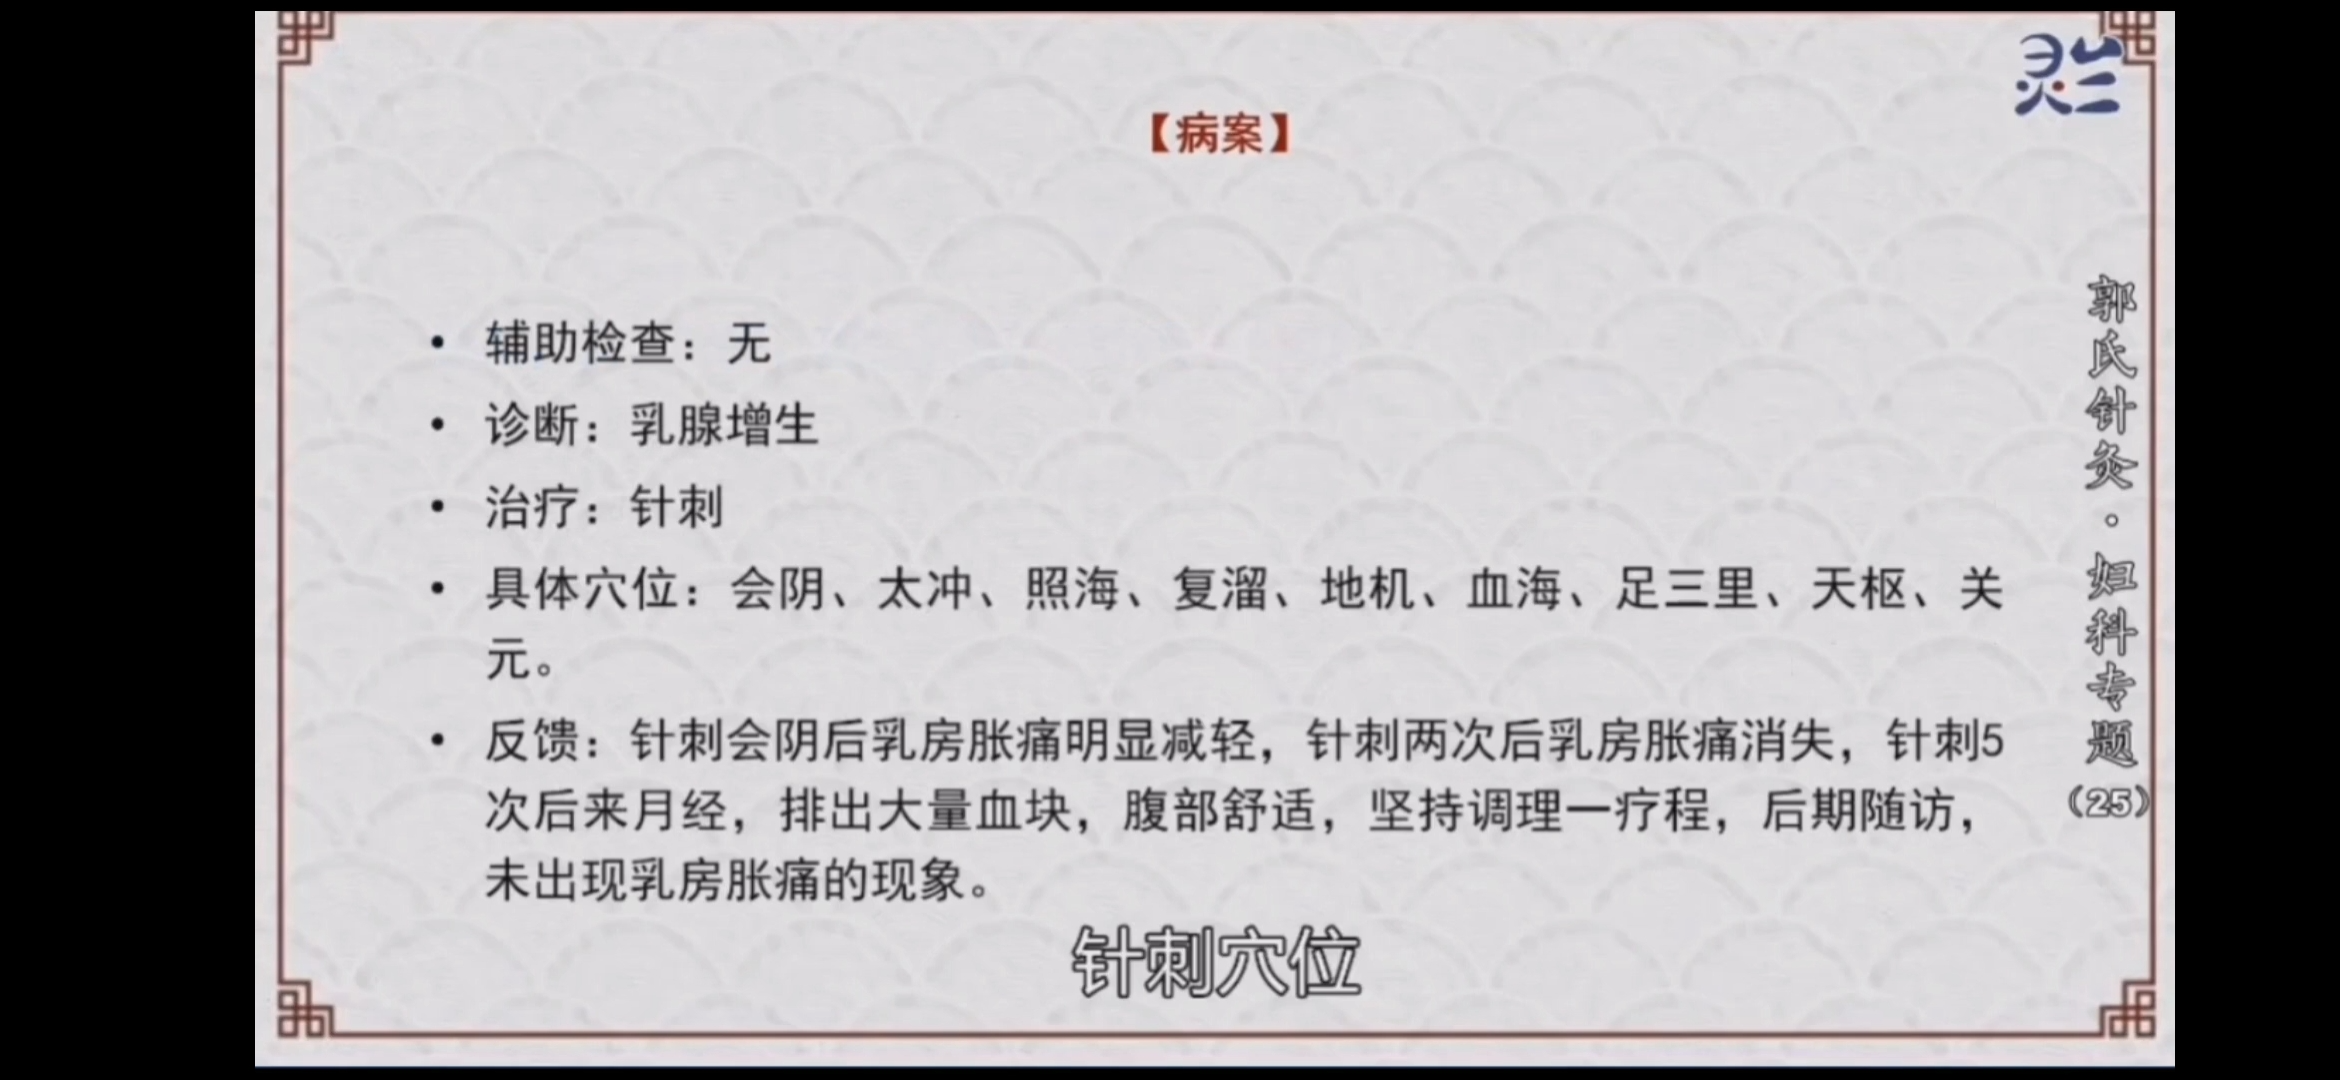 【病案】
• 辅助检查：无
• 诊断：乳腺增生
• 治疗：针刺
• 具体穴位：会阴、太冲、照海、复溜、地机、血海、足三里、天枢、关
元。
• 反馈：针刺会阴后乳房胀痛明显减轻，针刺两次后乳房胀痛消失，针刺5
次后来月经，排出大量血块，腹部舒适，坚持调理一疗程，后期随访，
未出现乳房胀痛的现象。
针刺穴位
郭氏针灸·妇科专题（25）